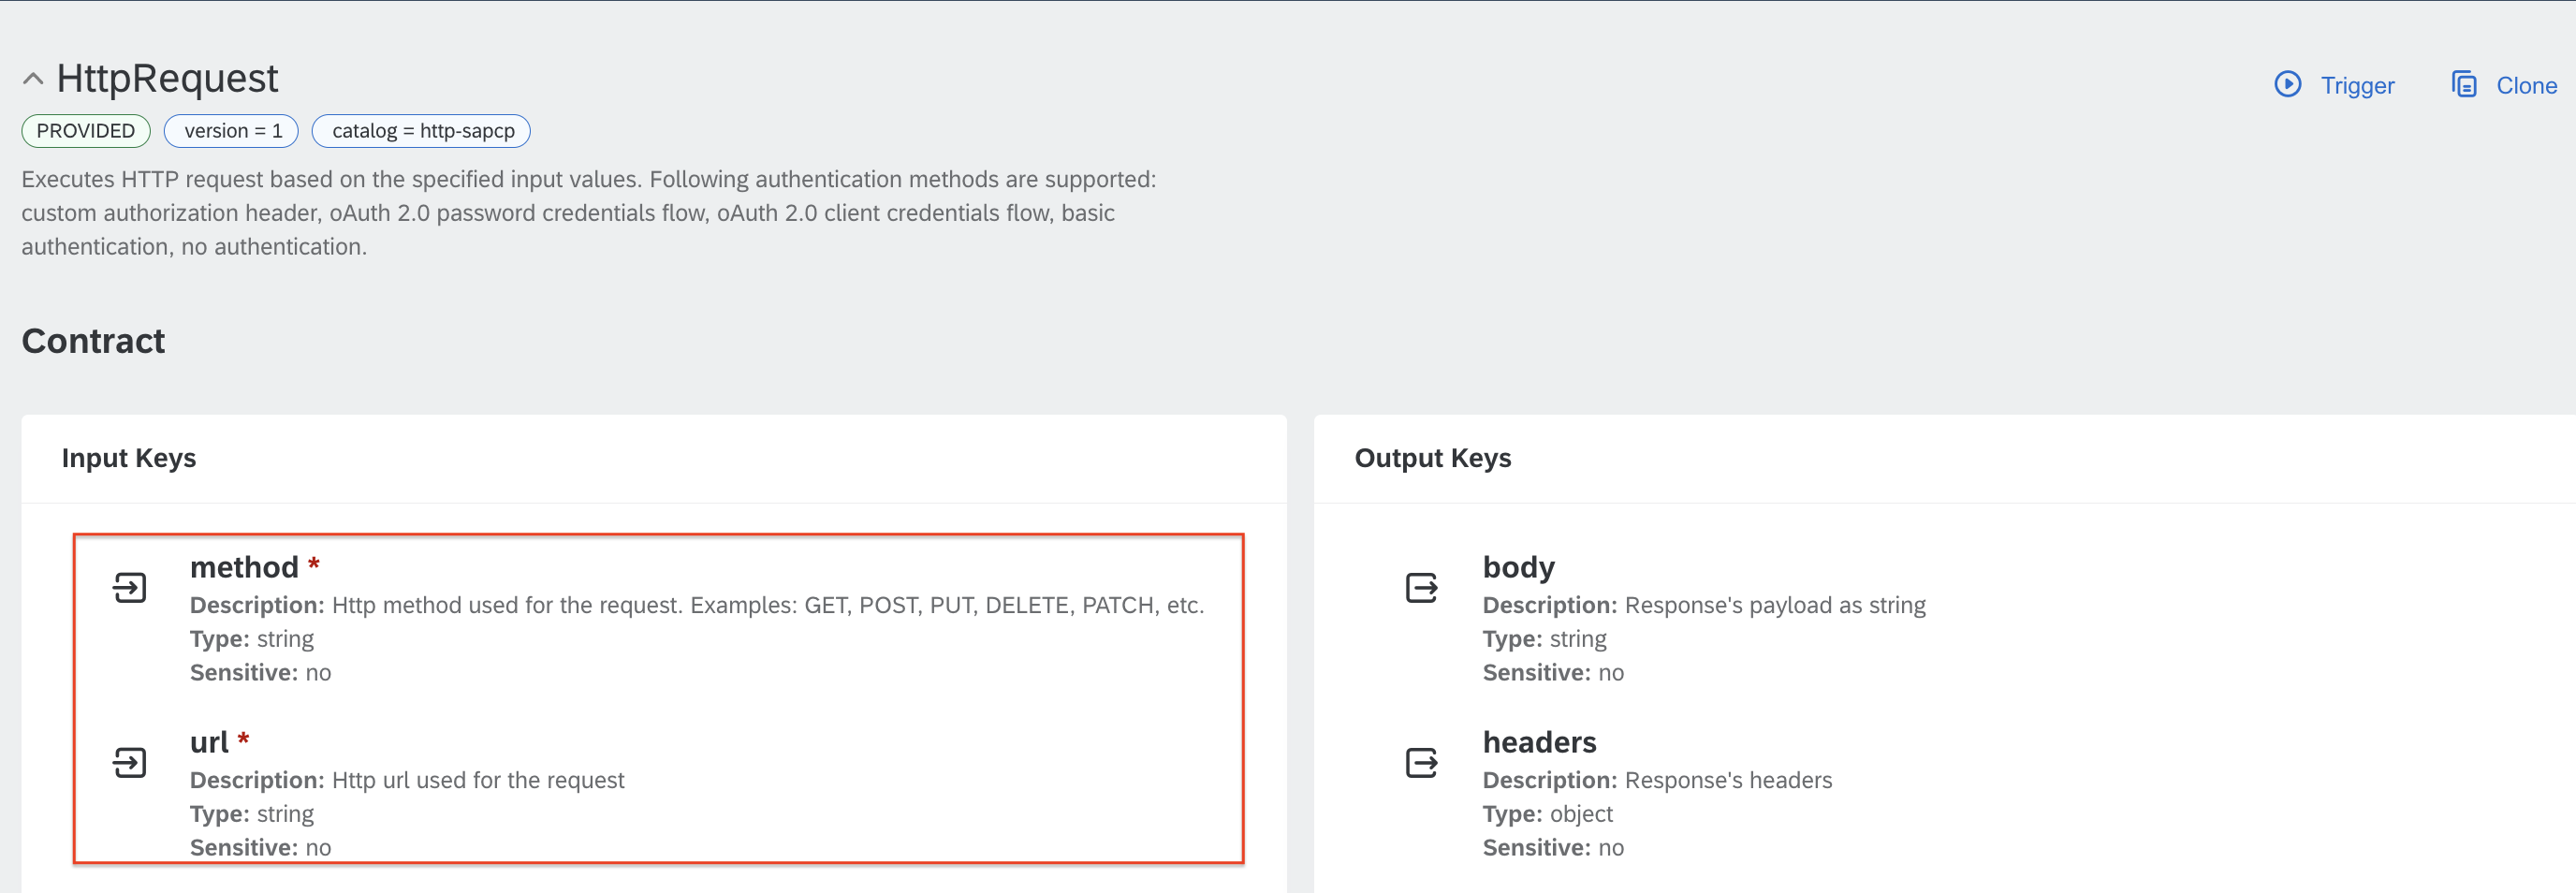 HttpRequest
Trigger
Clone
PROVIDED
version = 1
catalog = http-sapcp
Executes HTTP request based on the specified input values. Following authentication methods are supported:
custom authorization header, oAuth 2.0 password credentials flow, oAuth 2.0 client credentials flow, basic
authentication, no authentication.
Contract
Input Keys
method *
Description: Http method used for the request. Examples: GET, POST, PUT, DELETE, PATCH, etc.
Type: string
Sensitive: no
url *
Description: Http url used for the request
Type: string
Sensitive: no
Output Keys
body
Description: Response's payload as string
Type: string
Sensitive: no
headers
Description: Response's headers
Type: object
Sensitive: no